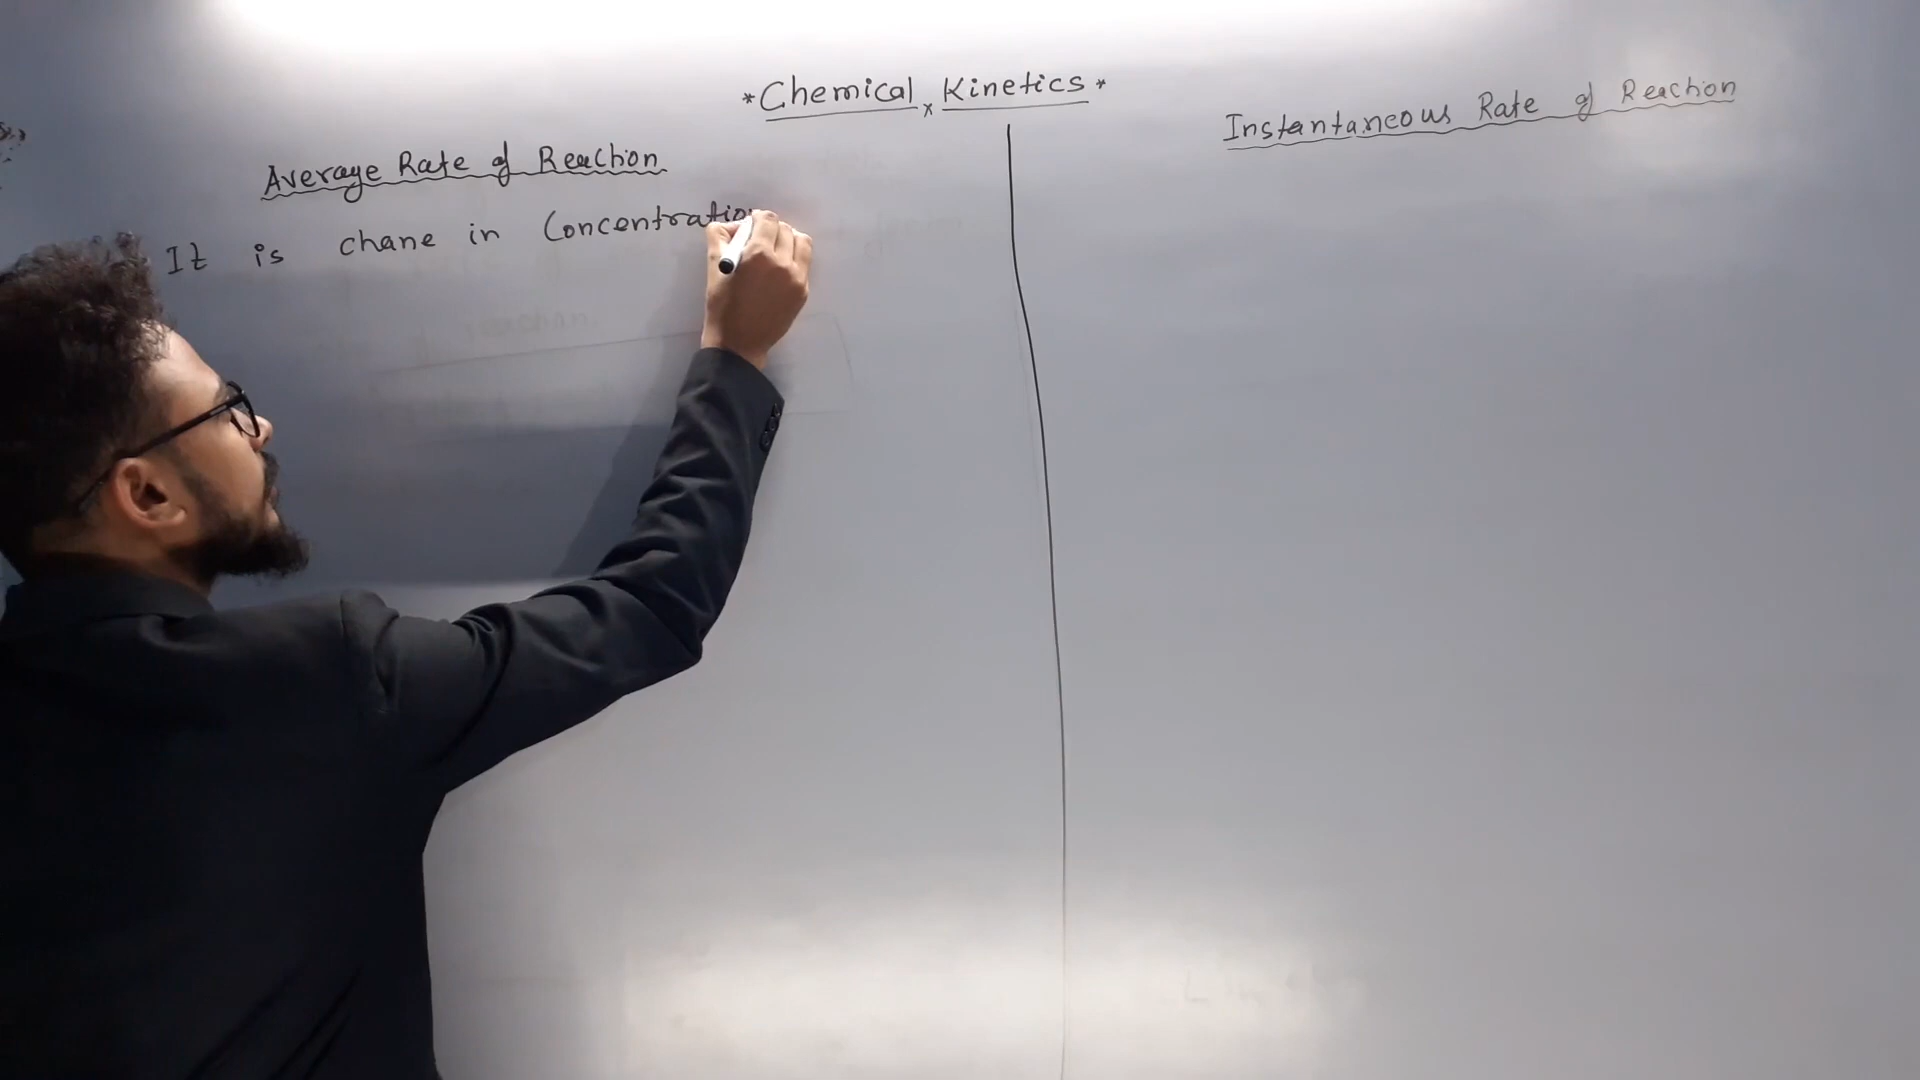 *Chemical x Kinetics*
Average Rate of Reaction
It is chane in Concentration
Instantaneous Rate of Reaction